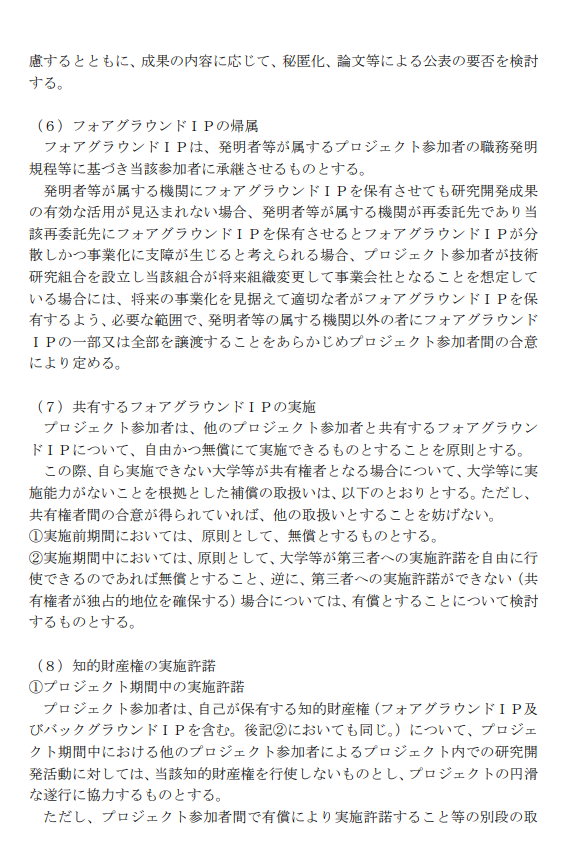 慮するとともに、成果の内容に応じて、秘匿化、論文等による公表の要否を検討
する。
（６）フォアグラウンドＩＰの帰属
フォアグラウンドＩＰは、発明者等が属するプロジェクト参加者の職務発明
規程等に基づき当該参加者に承継させるものとする。
発明者等が属する機関にフォアグラウンドＩＰを保有させても研究開発成果
の有効な活用が見込まれない場合、発明者等が属する機関が再委託先であり当
該再委託先にフォアグラウンドＩＰを保有させるとフォアグラウンドＩＰが分
散しかつ事業化に支障が生じると考えられる場合、プロジェクト参加者が技術
研究組合を設立し当該組合が将来組織変更して事業会社となることを想定して
いる場合には、将来の事業化を見据えて適切な者がフォアグラウンドＩＰを保
有するよう、必要な範囲で、発明者等の属する機関以外の者にフォアグラウンド
ＩＰの一部又は全部を譲渡することをあらかじめプロジェクト参加者間の合意
により定める。
（７）共有するフォアグラウンドＩＰの実施
プロジェクト参加者は、他のプロジェクト参加者と共有するフォアグラウン
ドＩＰについて、自由かつ無償にて実施できるものとすることを原則とする。
この際、自ら実施できない大学等が共有権者となる場合について、大学等に実
施能力がないことを根拠とした補償の取扱いは、以下のとおりとする。ただし、
共有権者間の合意が得られていれば、他の取扱いとすることを妨げない。
①実施前期間においては、原則として、無償とするものとする。
②実施期間中においては、原則として、大学等が第三者への実施許諾を自由に行
使できるのであれば無償とすること、逆に、第三者への実施許諾ができない（共
有権者が独占的地位を確保する）場合については、有償とすることについて検討
するものとする。
（８）知的財産権の実施許諾
①プロジェクト期間中の実施許諾
プロジェクト参加者は、自己が保有する知的財産権（フォアグラウンドＩＰ及
びバックグラウンドＩＰを含む。後記②においても同じ。）について、プロジェ
クト期間中における他のプロジェクト参加者によるプロジェクト内での研究開
発活動に対しては、当該知的財産権を行使しないものとし、プロジェクトの円滑
な遂行に協力するものとする。
ただし、プロジェクト参加者間で有償により実施許諾すること等の別段の取